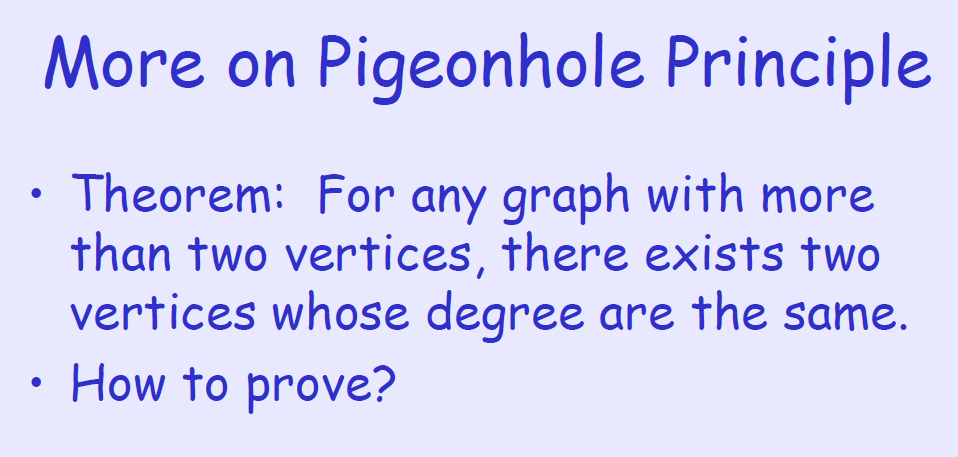 More on Pigeonhole Principle
• Theorem: For any graph with more
than two vertices, there exists two
vertices whose degree are the same.
• How to prove?